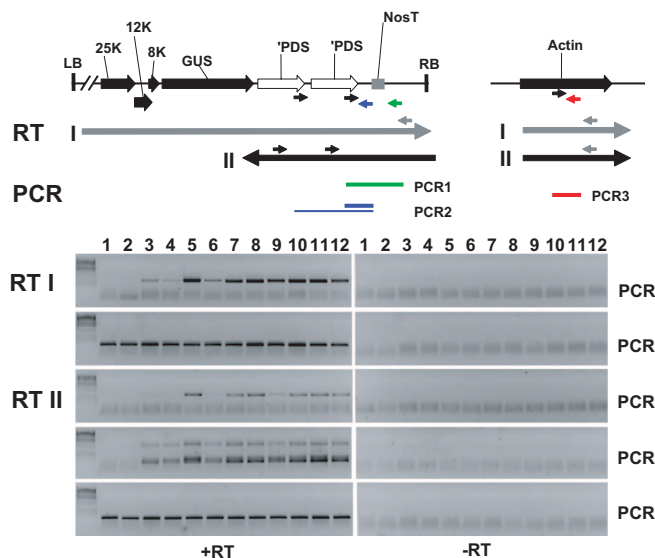 NosT
12K
25K
8K
GUS
'PDS
'PDS
Actin
LB
RB
RT
I
I
II
II
PCR
PCR1
PCR2
PCR3
1 2 3 4 5 6 7 8 9 10 11 12 1 2 3 4 5 6 7 8 9 10 11 12
RT I
PCR
PCR
RT II
PCR
PCR
PCR
+RT
-RT